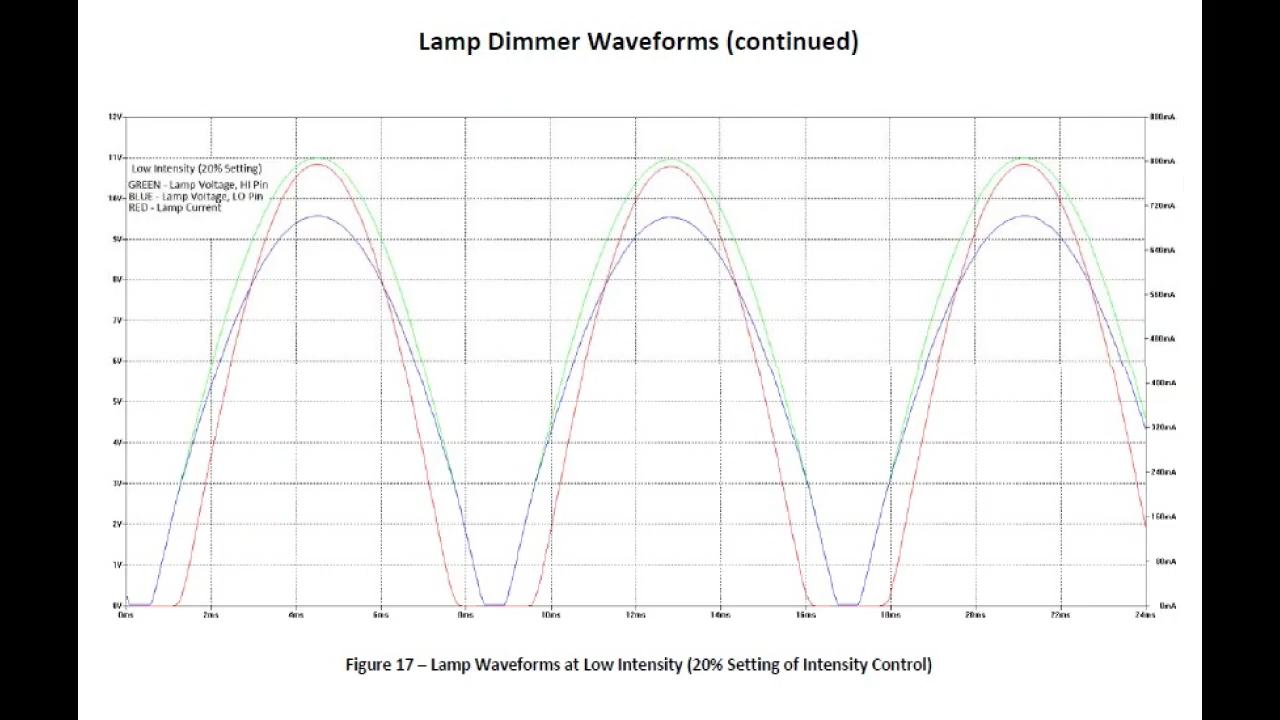 Lamp Dimmer Waveforms (continued)
12V
11V
10V
9V
8V
7V
6V
5V
4V
3V
2V
1V
0V
Low Intensity (20% Setting)
GREEN - Lamp Voltage, HI Pin
BLUE - Lamp Voltage, LO Pin
RED - Lamp Current
880mA
800mA
720mA
640mA
560mA
480mA
400mA
320mA
240mA
160mA
80mA
0mA
0ms 2ms 4ms 6ms 8ms 10ms 12ms 14ms 16ms 18ms 20ms 22ms 24ms
Figure 17 – Lamp Waveforms at Low Intensity (20% Setting of Intensity Control)